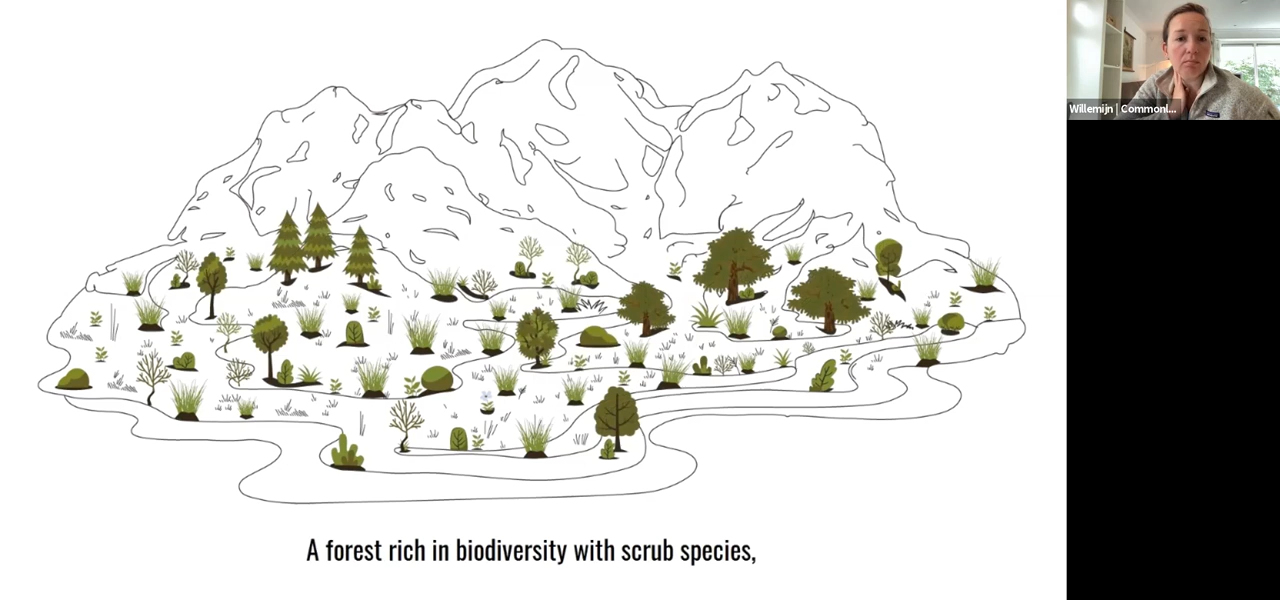 Willemijn | Commonl...
A forest rich in biodiversity with scrub species,